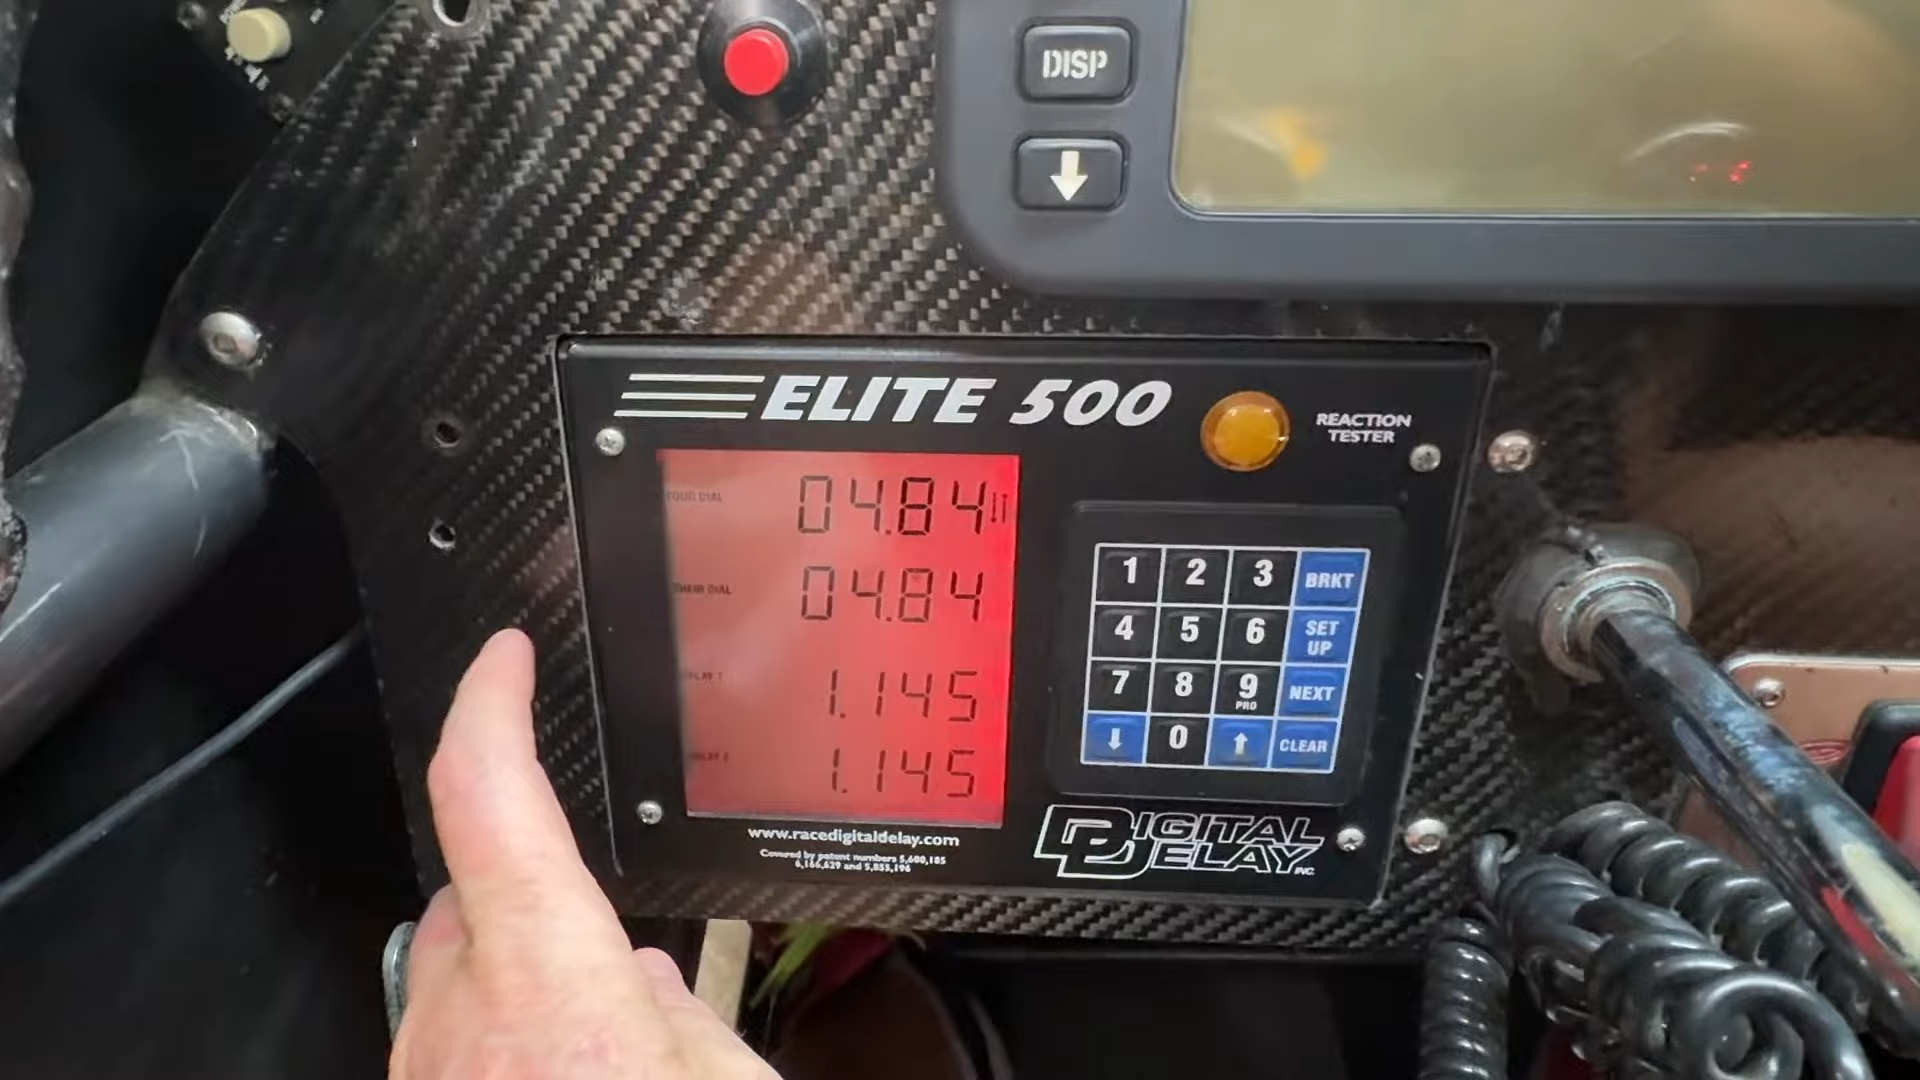 DISP
ELITE 500
REACTION
TESTER
YOUR DIAL 04.84
THEIR DIAL 04.84
DELAY 1 1.145
DELAY 2 1.145
1 2 3 BRKT
4 5 6 SET UP
7 8 9 PRO NEXT
↓ 0 ↑ CLEAR
www.racedigitaldelay.com
Covered by patent numbers 5,680,185
6,166,629 and 5,835,196
DIGITAL
DELAY INC.